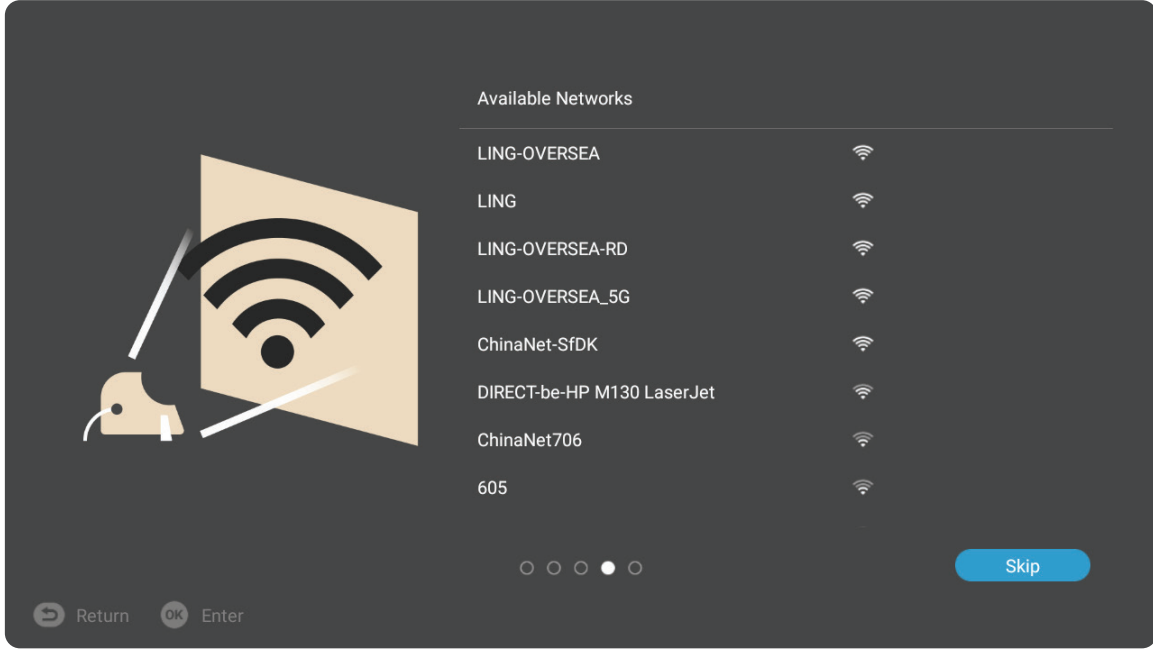 Available Networks
LING-OVERSEA
LING
LING-OVERSEA-RD
LING-OVERSEA_5G
ChinaNet-SfDK
DIRECT-be-HP M130 LaserJet
ChinaNet706
605
Skip
Return OK Enter